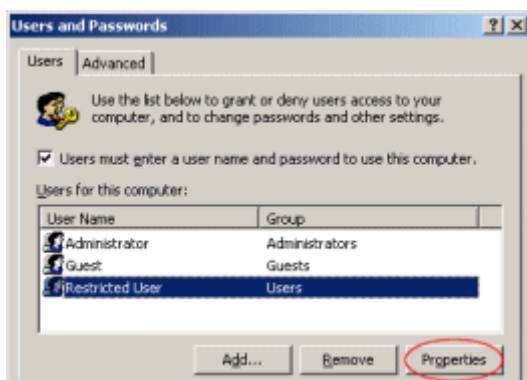 Users and Passwords
Users Advanced
Use the list below to grant or deny users access to your
computer, and to change passwords and other settings.
Users must enter a user name and password to use this computer.
Users for this computer:
User Name Group
Administrator Administrators
Guest Guests
Restricted User Users
Add... Remove Properties